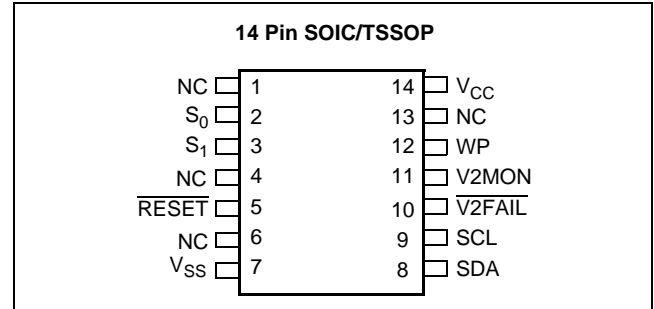 14 Pin SOIC/TSSOP
NC 1 14 VCC
S0 2 13 NC
S1 3 12 WP
NC 4 11 V2MON
RESET 5 10 V2FAIL
NC 6 9 SCL
VSS 7 8 SDA